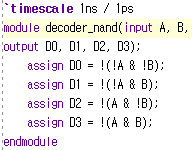 `timescale 1ns / 1ps
module decoder_nand(input A, B,
output D0, D1, D2, D3);
assign D0 = !(!A & !B);
assign D1 = !(!A & B);
assign D2 = !(A & !B);
assign D3 = !(A & B);
endmodule